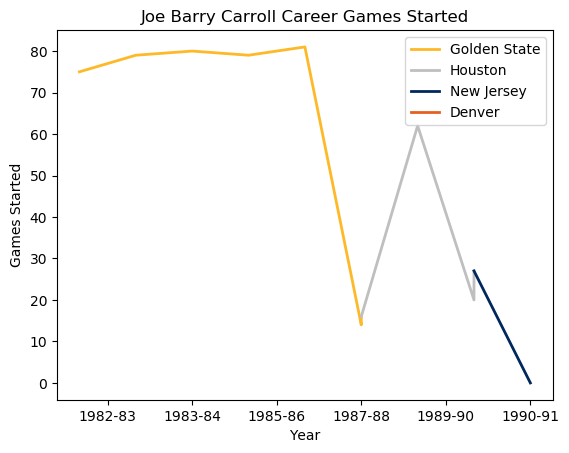 Joe Barry Carroll Career Games Started
Golden State
Houston
New Jersey
Denver
80
70
60
50
40
30
20
10
0
Games Started
1982-83 1983-84 1985-86 1987-88 1989-90 1990-91
Year